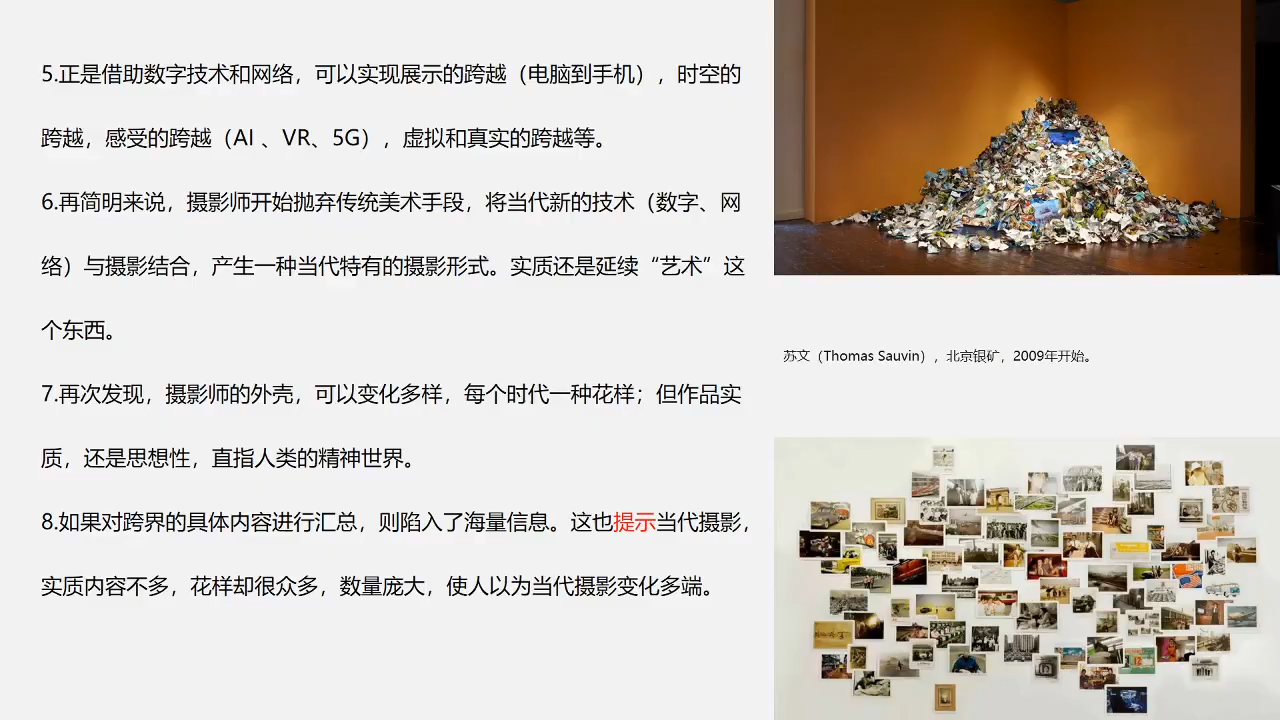 5.正是借助数字技术和网络，可以实现展示的跨越（电脑到手机），时空的
跨越，感受的跨越（AI 、VR、5G），虚拟和真实的跨越等。
6.再简明来说，摄影师开始抛弃传统美术手段，将当代新的技术（数字、网
络）与摄影结合，产生一种当代特有的摄影形式。实质还是延续“艺术”这
个东西。
7.再次发现，摄影师的外壳，可以变化多样，每个时代一种花样；但作品实
质，还是思想性，直指人类的精神世界。
8.如果对跨界的具体内容进行汇总，则陷入了海量信息。这也提示当代摄影，
实质内容不多，花样却很众多，数量庞大，使人以为当代摄影变化多端。
苏文（Thomas Sauvin），北京银矿，2009年开始。